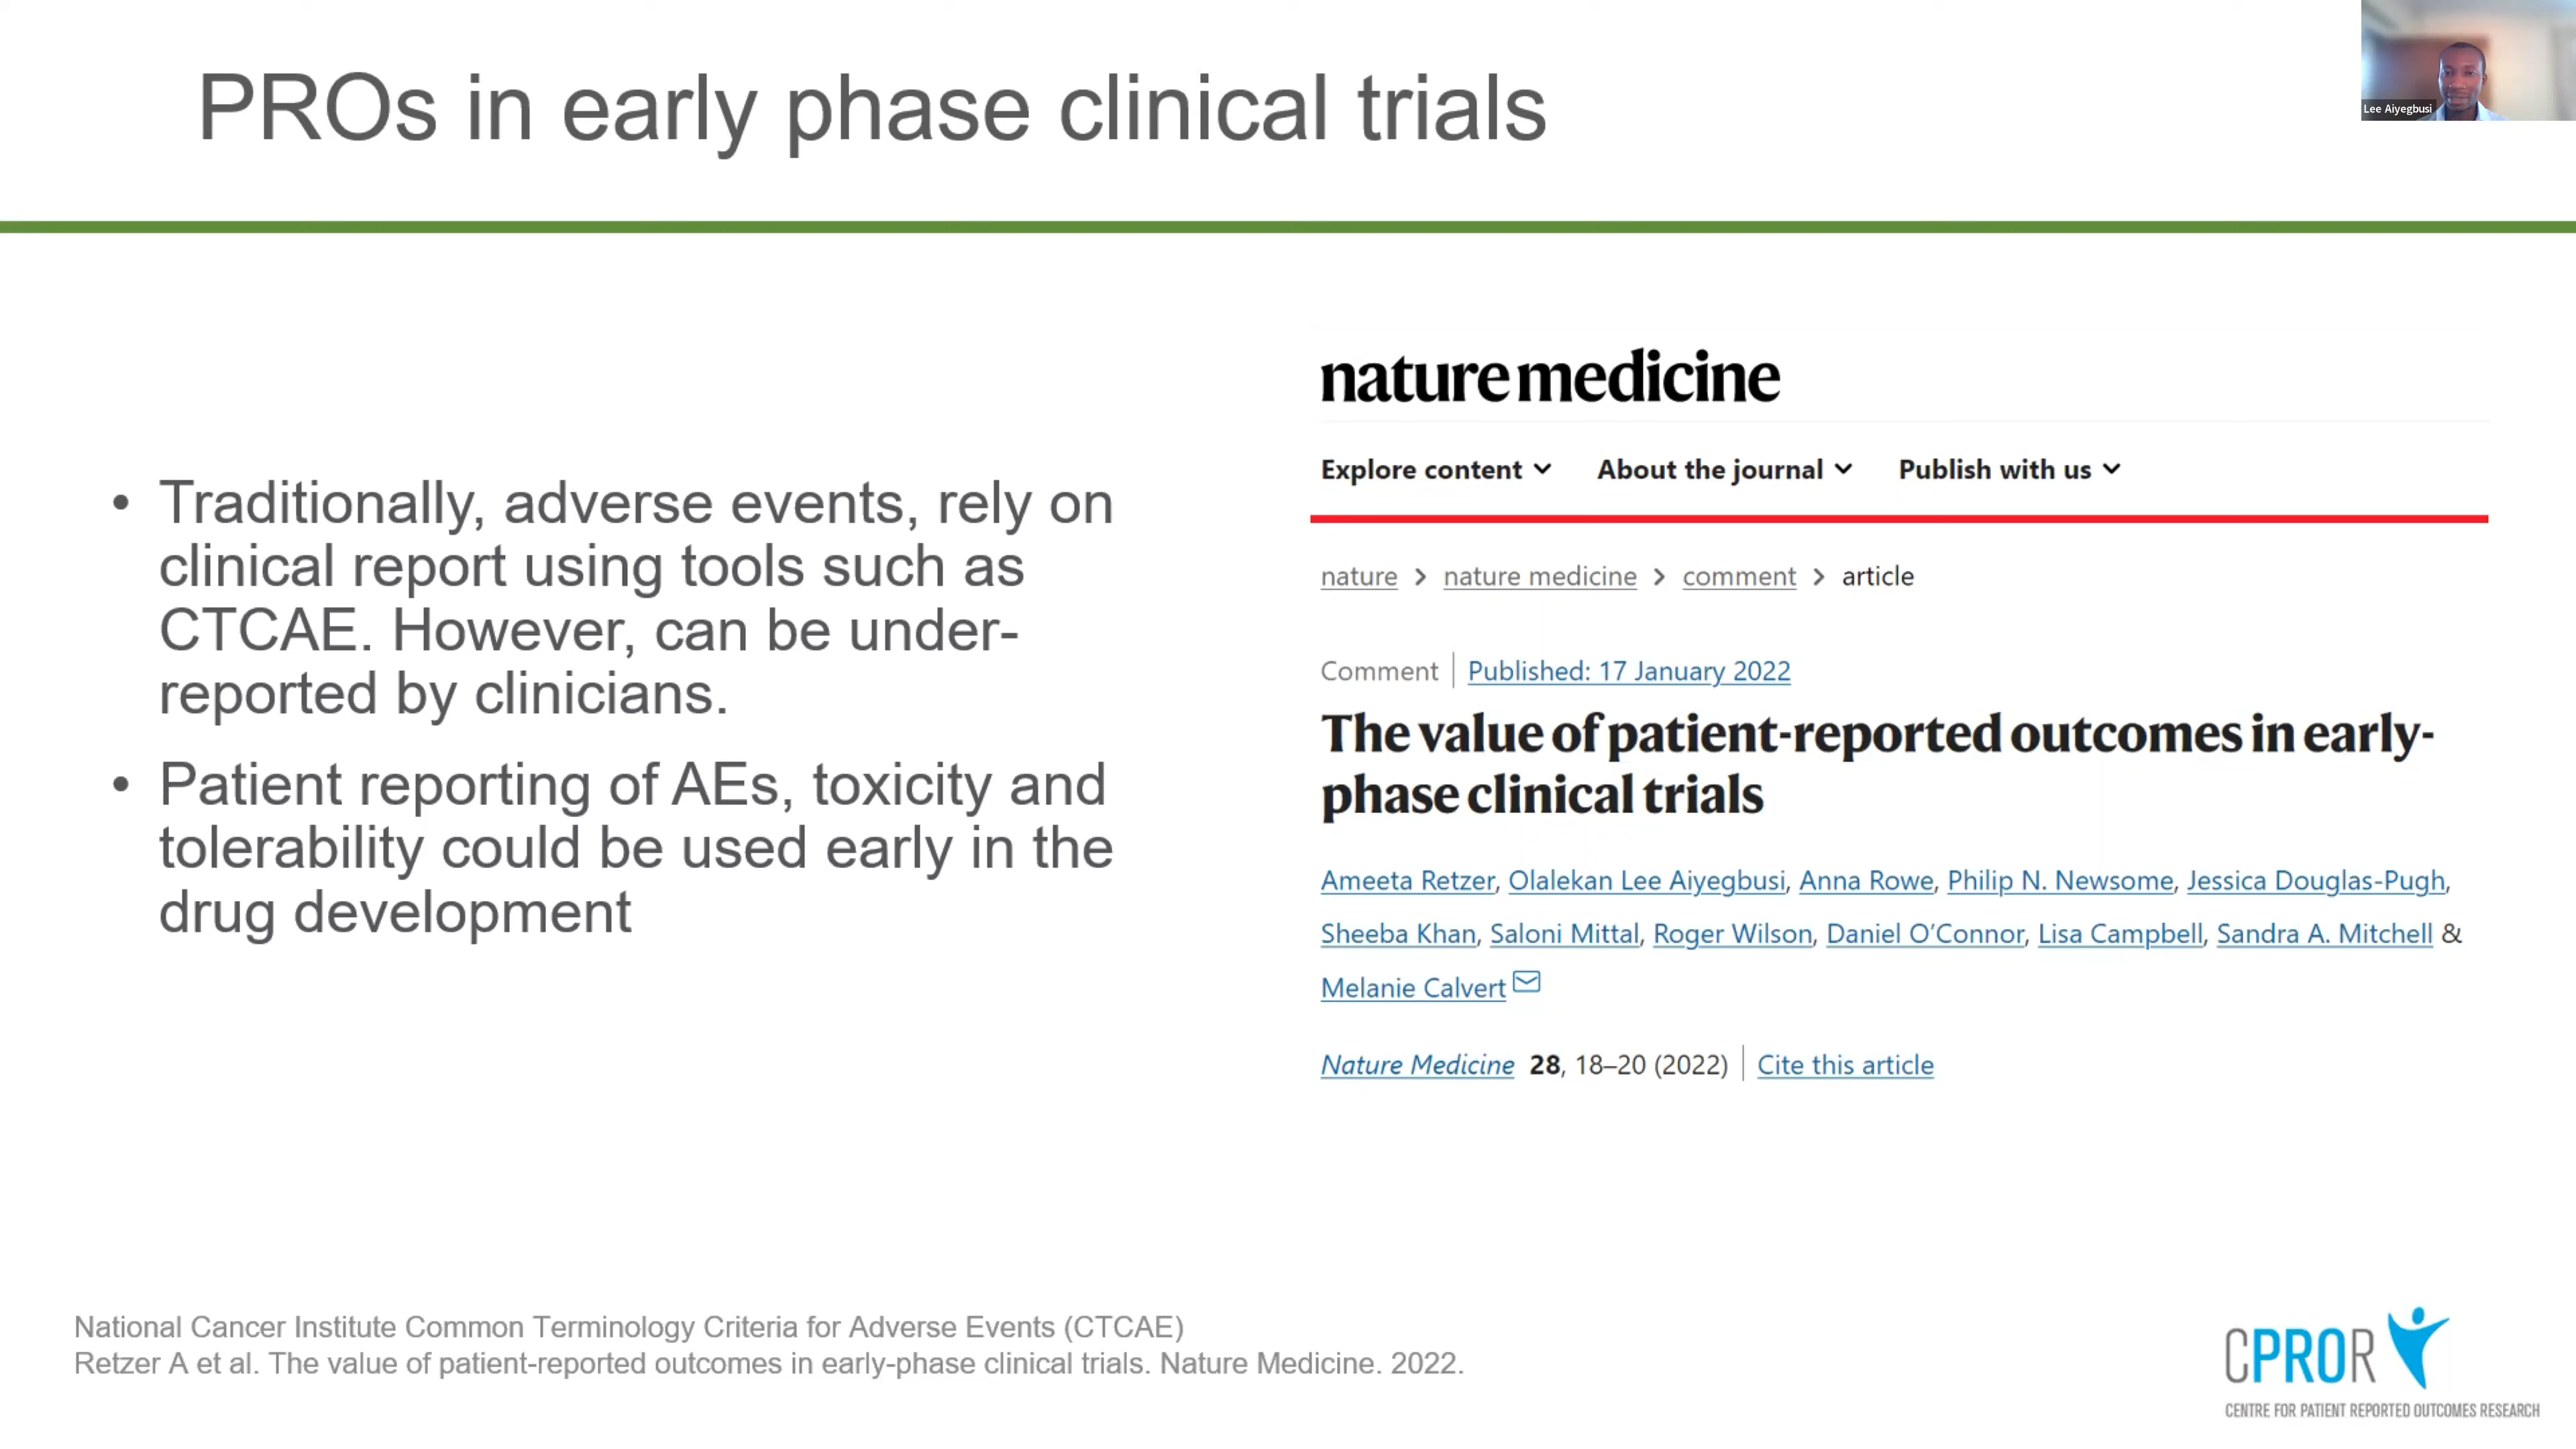 PROs in early phase clinical trials
Lee Aiyegbusi
• Traditionally, adverse events, rely on
clinical report using tools such as
CTCAE. However, can be under-
reported by clinicians.
• Patient reporting of AEs, toxicity and
tolerability could be used early in the
drug development
nature medicine
Explore content About the journal Publish with us
nature > nature medicine > comment > article
Comment | Published: 17 January 2022
The value of patient-reported outcomes in early-
phase clinical trials
Ameeta Retzer, Olalekan Lee Aiyegbusi, Anna Rowe, Philip N. Newsome, Jessica Douglas-Pugh,
Sheeba Khan, Saloni Mittal, Roger Wilson, Daniel O’Connor, Lisa Campbell, Sandra A. Mitchell &
Melanie Calvert
Nature Medicine 28, 18–20 (2022) | Cite this article
National Cancer Institute Common Terminology Criteria for Adverse Events (CTCAE)
Retzer A et al. The value of patient-reported outcomes in early-phase clinical trials. Nature Medicine. 2022.
CPROR
CENTRE FOR PATIENT REPORTED OUTCOMES RESEARCH